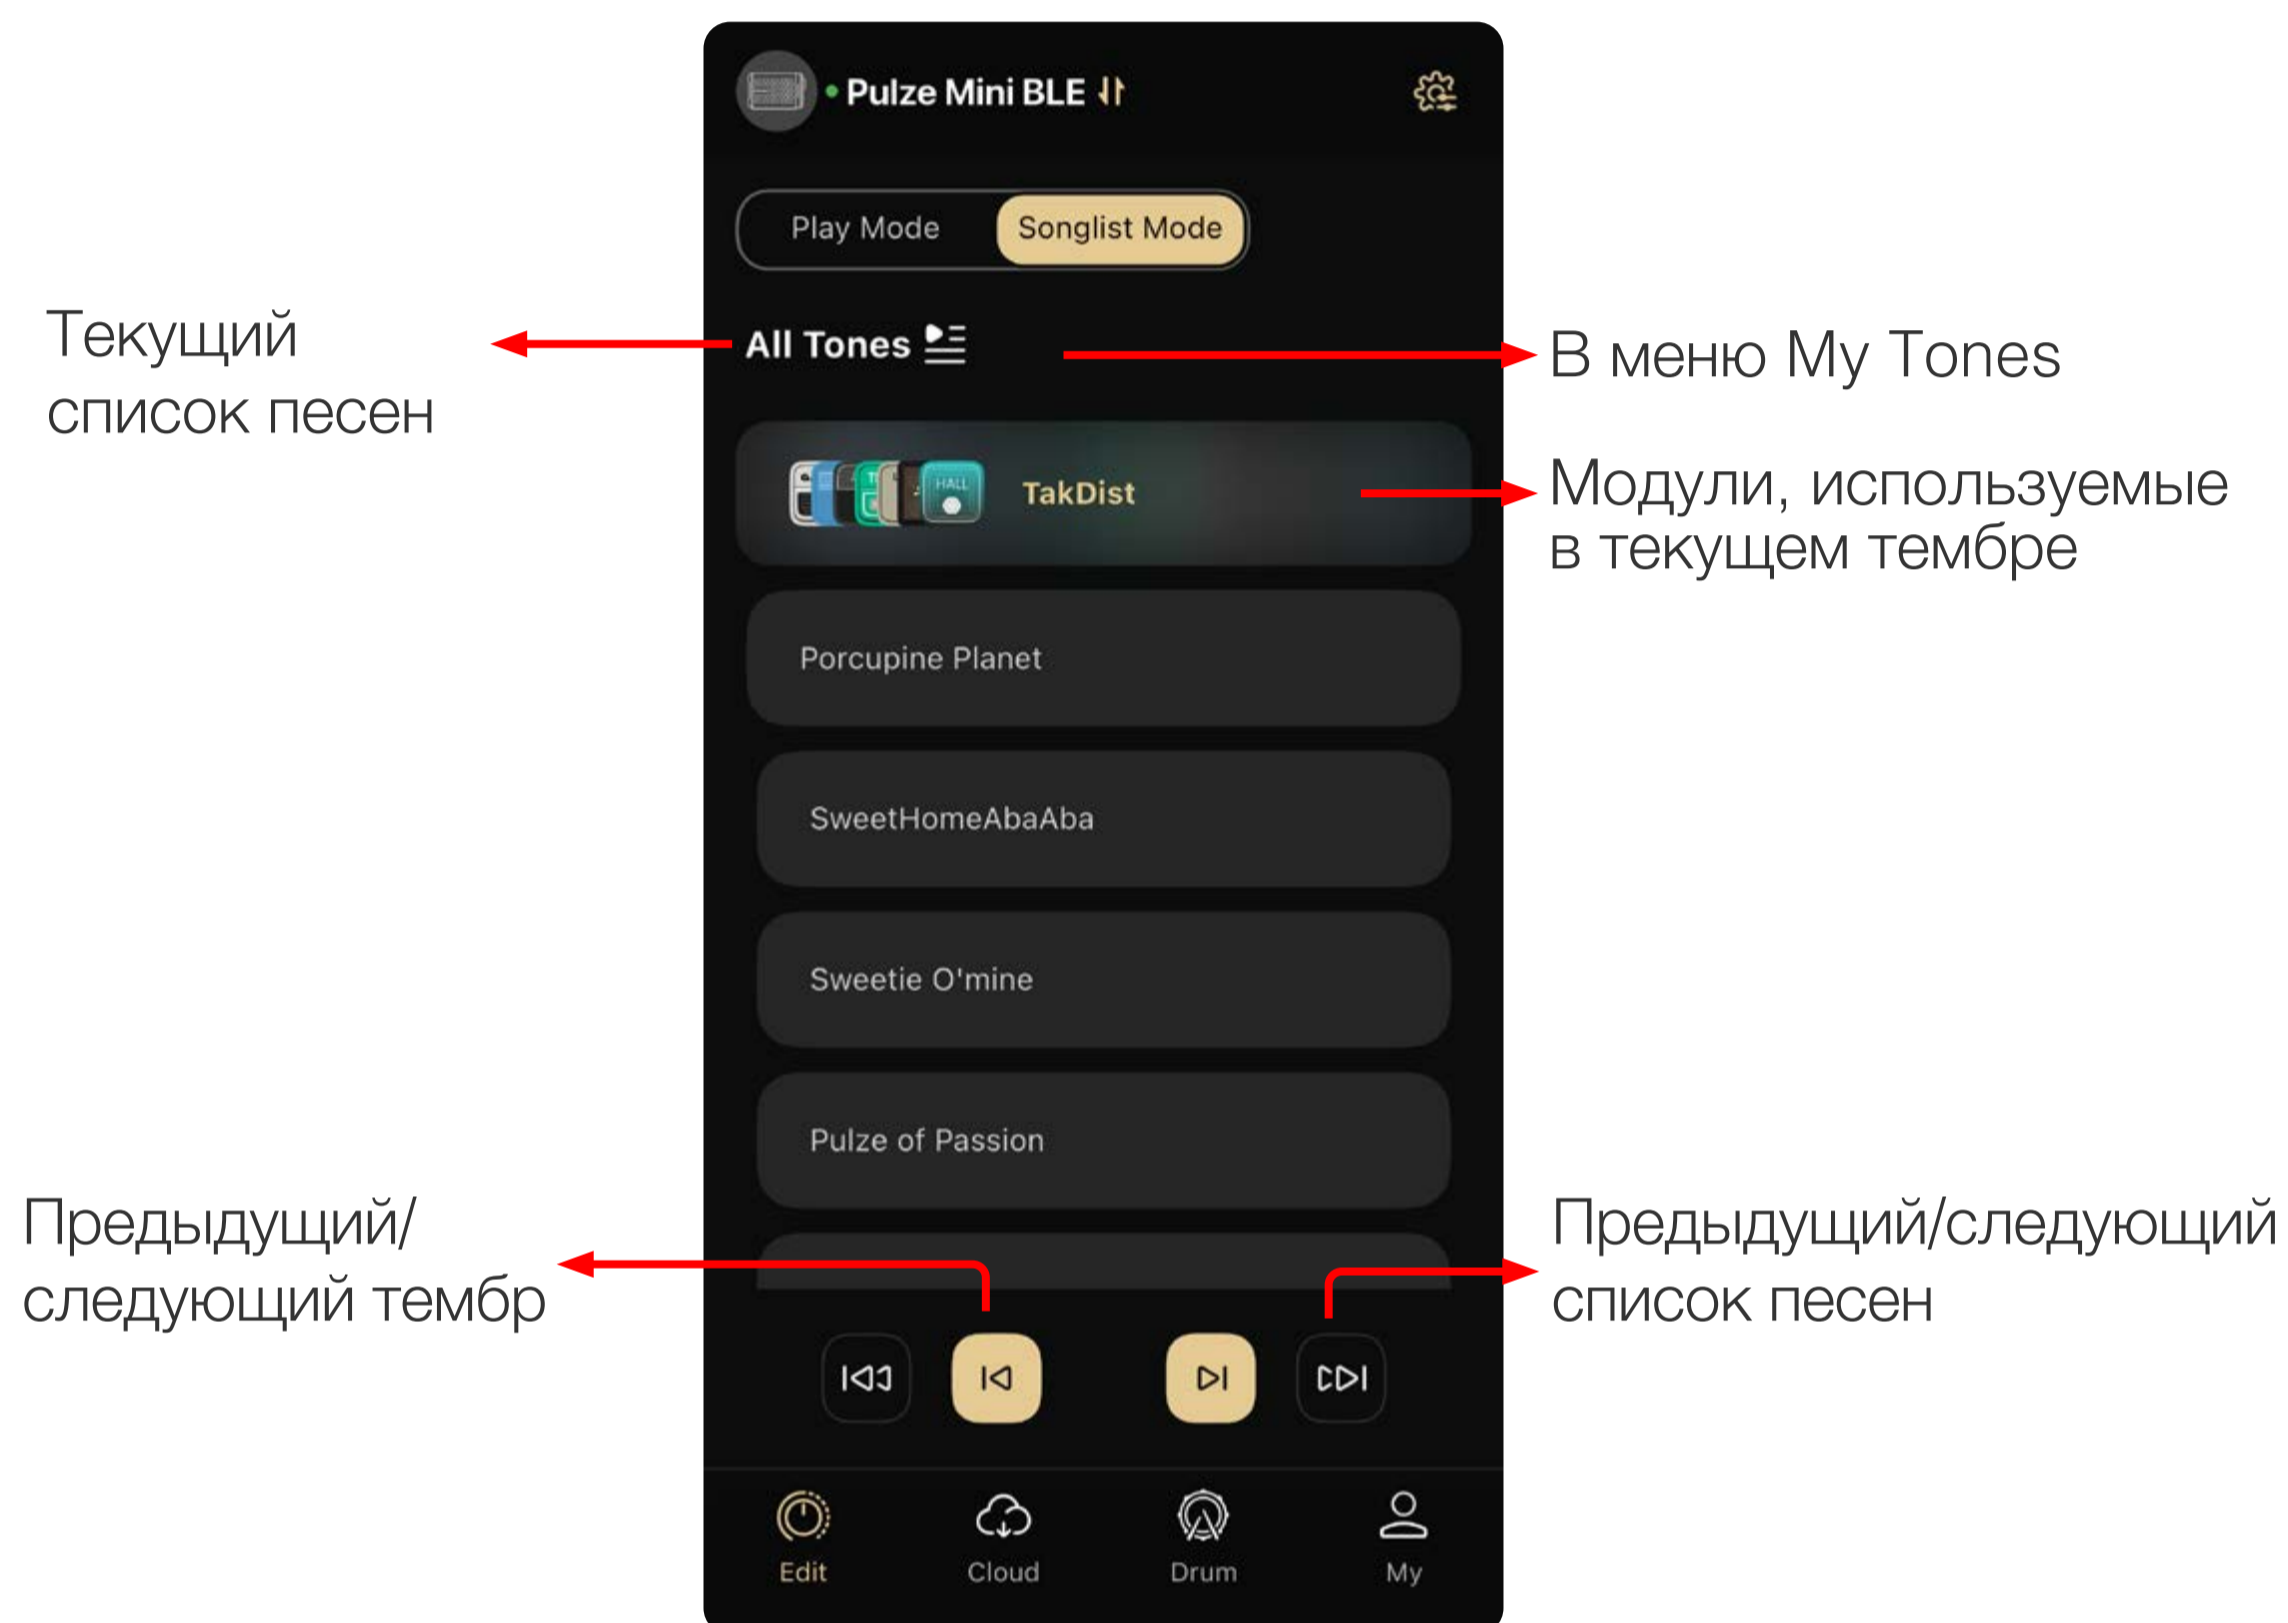 Pulze Mini BLE
Play Mode
Songlist Mode
Текущий
список песен
All Tones
В меню My Tones
HALL
TakDist
Модули, используемые
в текущем тембре
Porcupine Planet
SweetHomeAbaAba
Sweetie O'mine
Pulze of Passion
Предыдущий/
следующий тембр
Предыдущий/следующий
список песен
Edit
Cloud
Drum
My